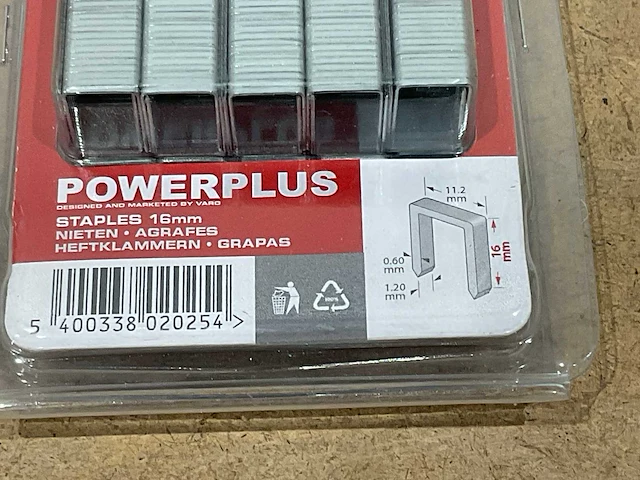 POWERPLUS
DESIGNED AND MARKETED BY VARO
STAPLES 16mm
NIETEN • AGRAFES
HEFTKLAMMERN • GRAPAS
5 400338 020254 >
11.2
mm
16
mm
0.60
mm
1.20
mm